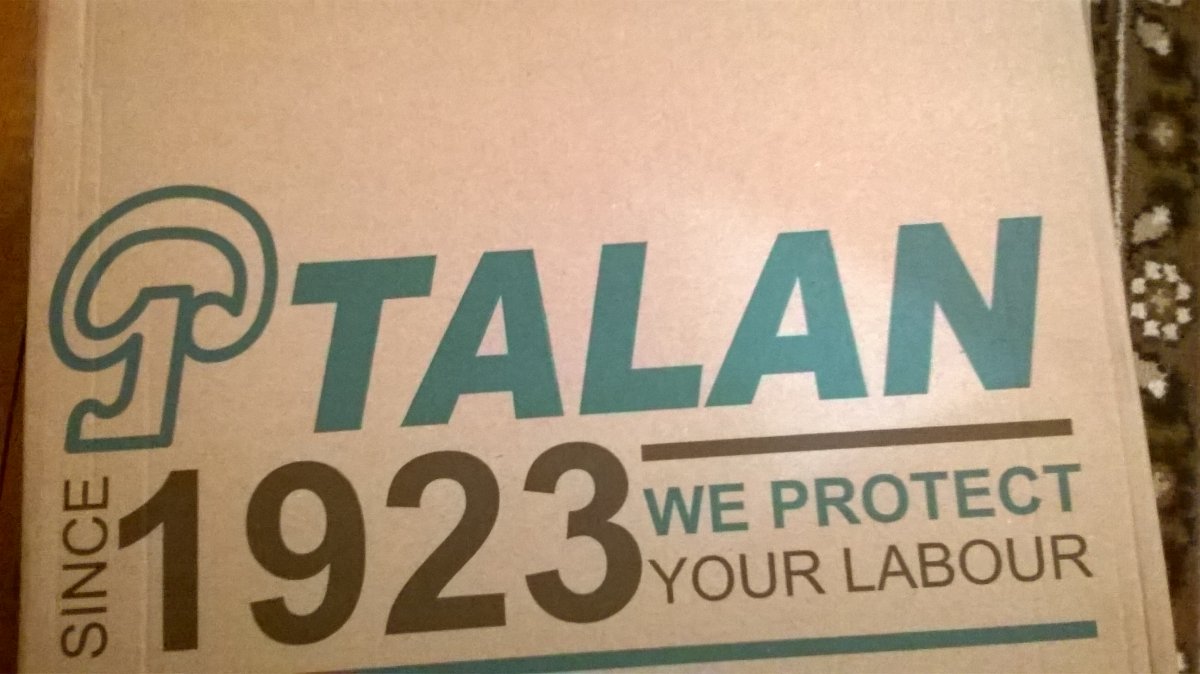 TALAN
SINCE 1923
WE PROTECT
YOUR LABOUR